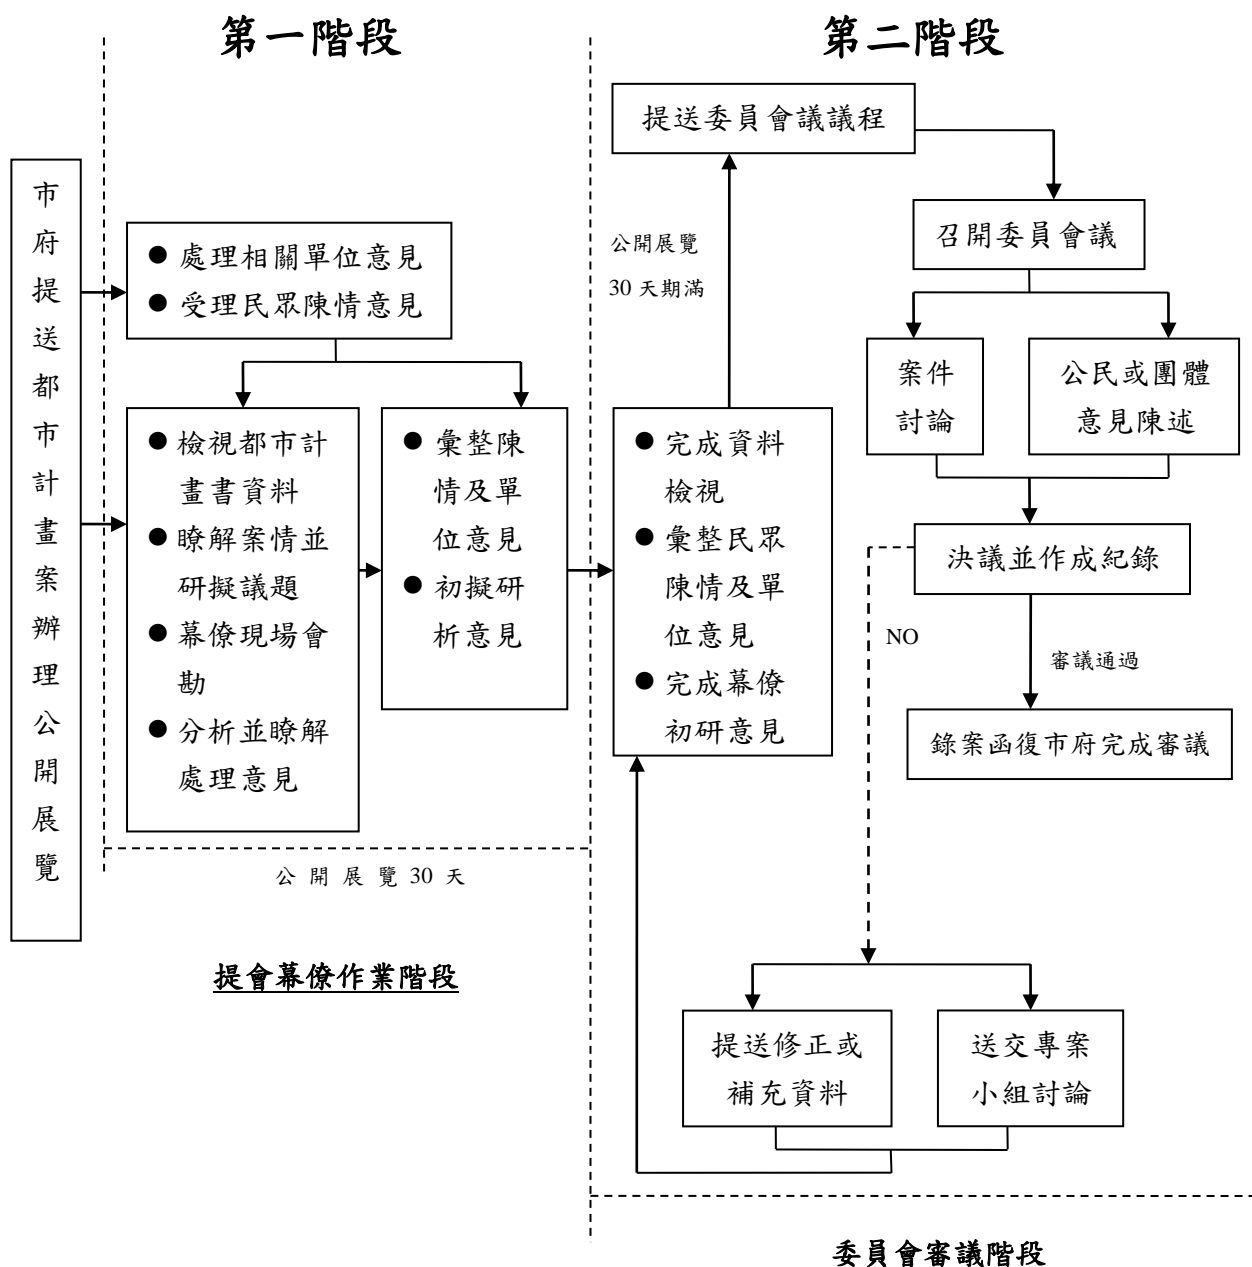 第一階段
第二階段
市府提送都市計畫案辦理公開展覽
● 處理相關單位意見
● 受理民眾陳情意見
● 檢視都市計
畫書資料
● 瞭解案情並
研擬議題
● 幕僚現場會
勘
● 分析並瞭解
處理意見
● 彙整陳
情及單
位意見
● 初擬研
析意見
公開展覽 30 天
提會幕僚作業階段
提送委員會議議程
公開展覽
30 天期滿
● 完成資料
檢視
● 彙整民眾
陳情及單
位意見
● 完成幕僚
初研意見
召開委員會議
案件
討論
公民或團體
意見陳述
決議並作成紀錄
NO
審議通過
錄案函復市府完成審議
提送修正或
補充資料
送交專案
小組討論
委員會審議階段